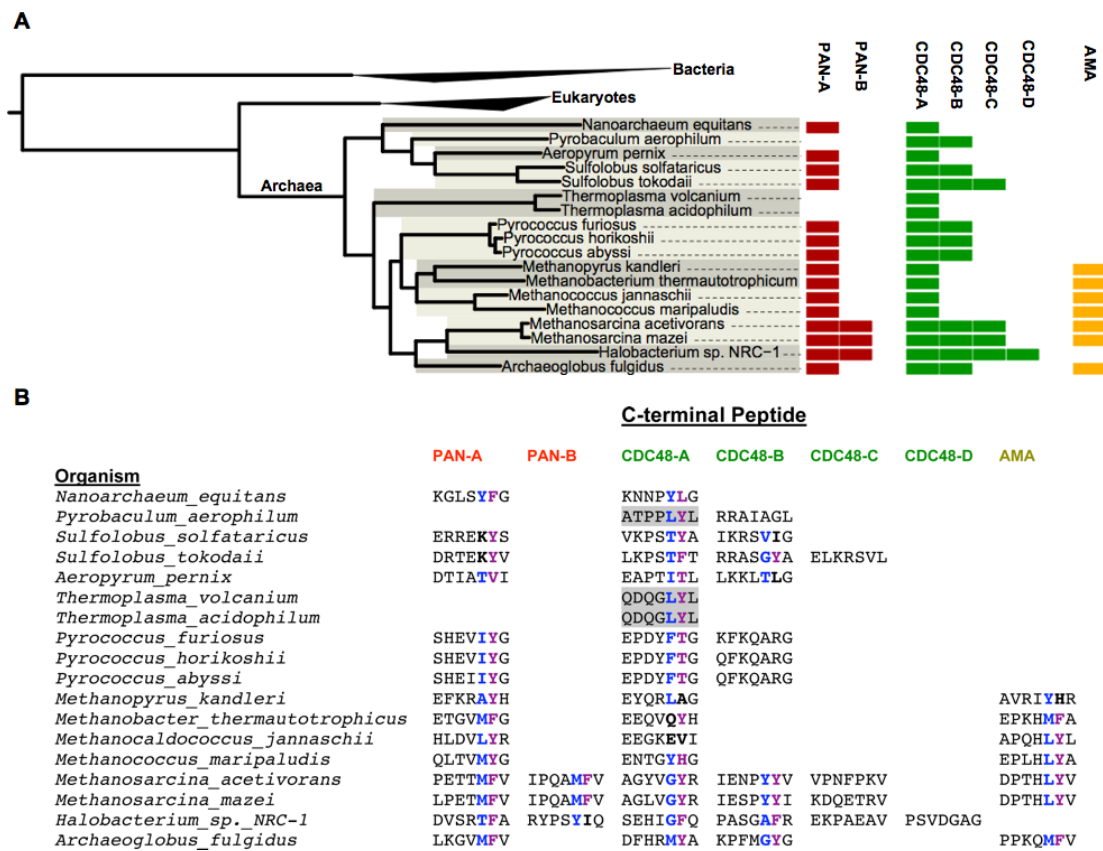 A
PAN-A
PAN-B
CDC48-A
CDC48-B
CDC48-C
CDC48-D
AMA
Bacteria
Eukaryotes
Archaea
Nanoarchaeum equitans
Pyrobaculum aerophilum
Aeropyrum pernix
Sulfolobus solfataricus
Sulfolobus tokodaii
Thermoplasma volcanium
Thermoplasma acidophilum
Pyrococcus furiosus
Pyrococcus horikoshii
Pyrococcus abyssi
Methanopyrus kandleri
Methanobacterium thermautotrophicum
Methanococcus jannaschii
Methanococcus maripaludis
Methanosarcina acetivorans
Methanosarcina mazei
Halobacterium sp. NRC−1
Archaeoglobus fulgidus
B
C-terminal Peptide
PAN-A PAN-B CDC48-A CDC48-B CDC48-C CDC48-D AMA
Organism
Nanoarchaeum_equitans KGLSYFG KNNPYLG
Pyrobaculum_aerophilum ATPPLYL RRAIAGL
Sulfolobus_solfataricus ERREKYS VKPSTYA IKRSVIG
Sulfolobus_tokodaii DRTEKYV LKPSTFT RRASGYA ELKRSVL
Aeropyrum_pernix DTIATVI EAPTITL LKKLTLG
Thermoplasma_volcanium QDQGLYL
Thermoplasma_acidophilum QDQGLYL
Pyrococcus_furiosus SHEVIYG EPDYFTG KFKQARG
Pyrococcus_horikoshii SHEVIYG EPDYFTG QFKQARG
Pyrococcus_abyssi SHEIIYG EPDYFTG QFKQARG
Methanopyrus_kandleri EFKRAYH EYQRLAG AVRIYHR
Methanobacter_thermautotrophicus ETGVMFG EEQVQYH EPKHMFA
Methanocaldococcus_jannaschii HLDVLYR EEGKEVI APQHLYL
Methanococcus_maripaludis QLTVMYG ENTGYHG EPLHLYA
Methanosarcina_acetivorans PETTMFV IPQAMFV AGYVGYR IENPYYV VPNFPKV DPTHLYV
Methanosarcina_mazei LPETMFV IPQAMFV AGLVGYR IESPYYI KDQETRV DPTHLYV
Halobacterium_sp._NRC-1 DVSRTFA RYPSYIQ SEHIGFQ PASGAFR EKPAEAV PSVDGAG
Archaeoglobus_fulgidus LKGVMFV DFHRMYA KPFMGYG PPKQMFV